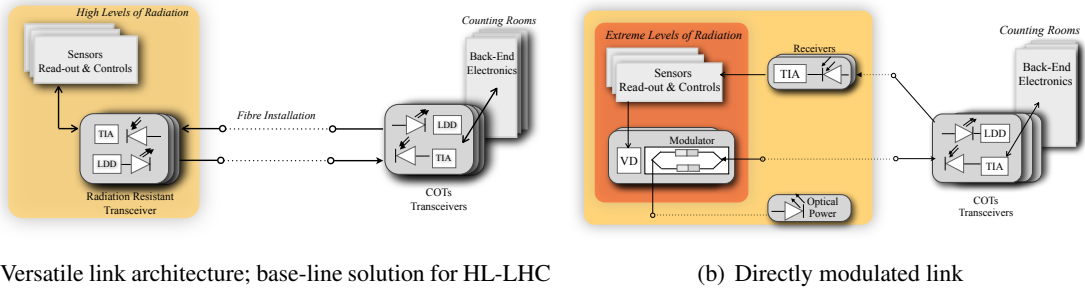 High Levels of Radiation
Sensors
Read-out & Controls
TIA
LDD
Radiation Resistant
Transceiver
Fibre Installation
Counting Rooms
Back-End
Electronics
LDD
TIA
COTs
Transceivers
Versatile link architecture; base-line solution for HL-LHC
Extreme Levels of Radiation
Sensors
Read-out & Controls
VD
Modulator
Receivers
TIA
Optical
Power
Counting Rooms
Back-End
Electronics
LDD
TIA
COTs
Transceivers
(b) Directly modulated link